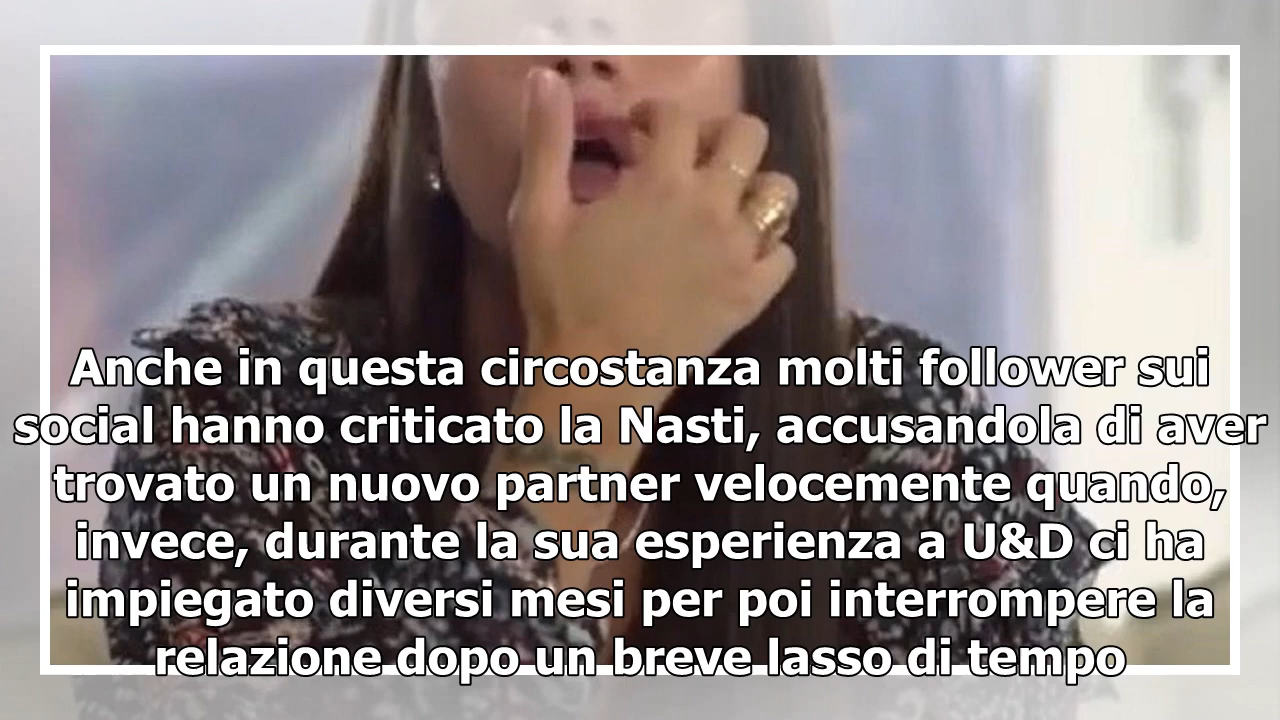 Anche in questa circostanza molti follower sui
social hanno criticato la Nasti, accusandola di aver
trovato un nuovo partner velocemente quando,
invece, durante la sua esperienza a U&D ci ha
impiegato diversi mesi per poi interrompere la
relazione dopo un breve lasso di tempo